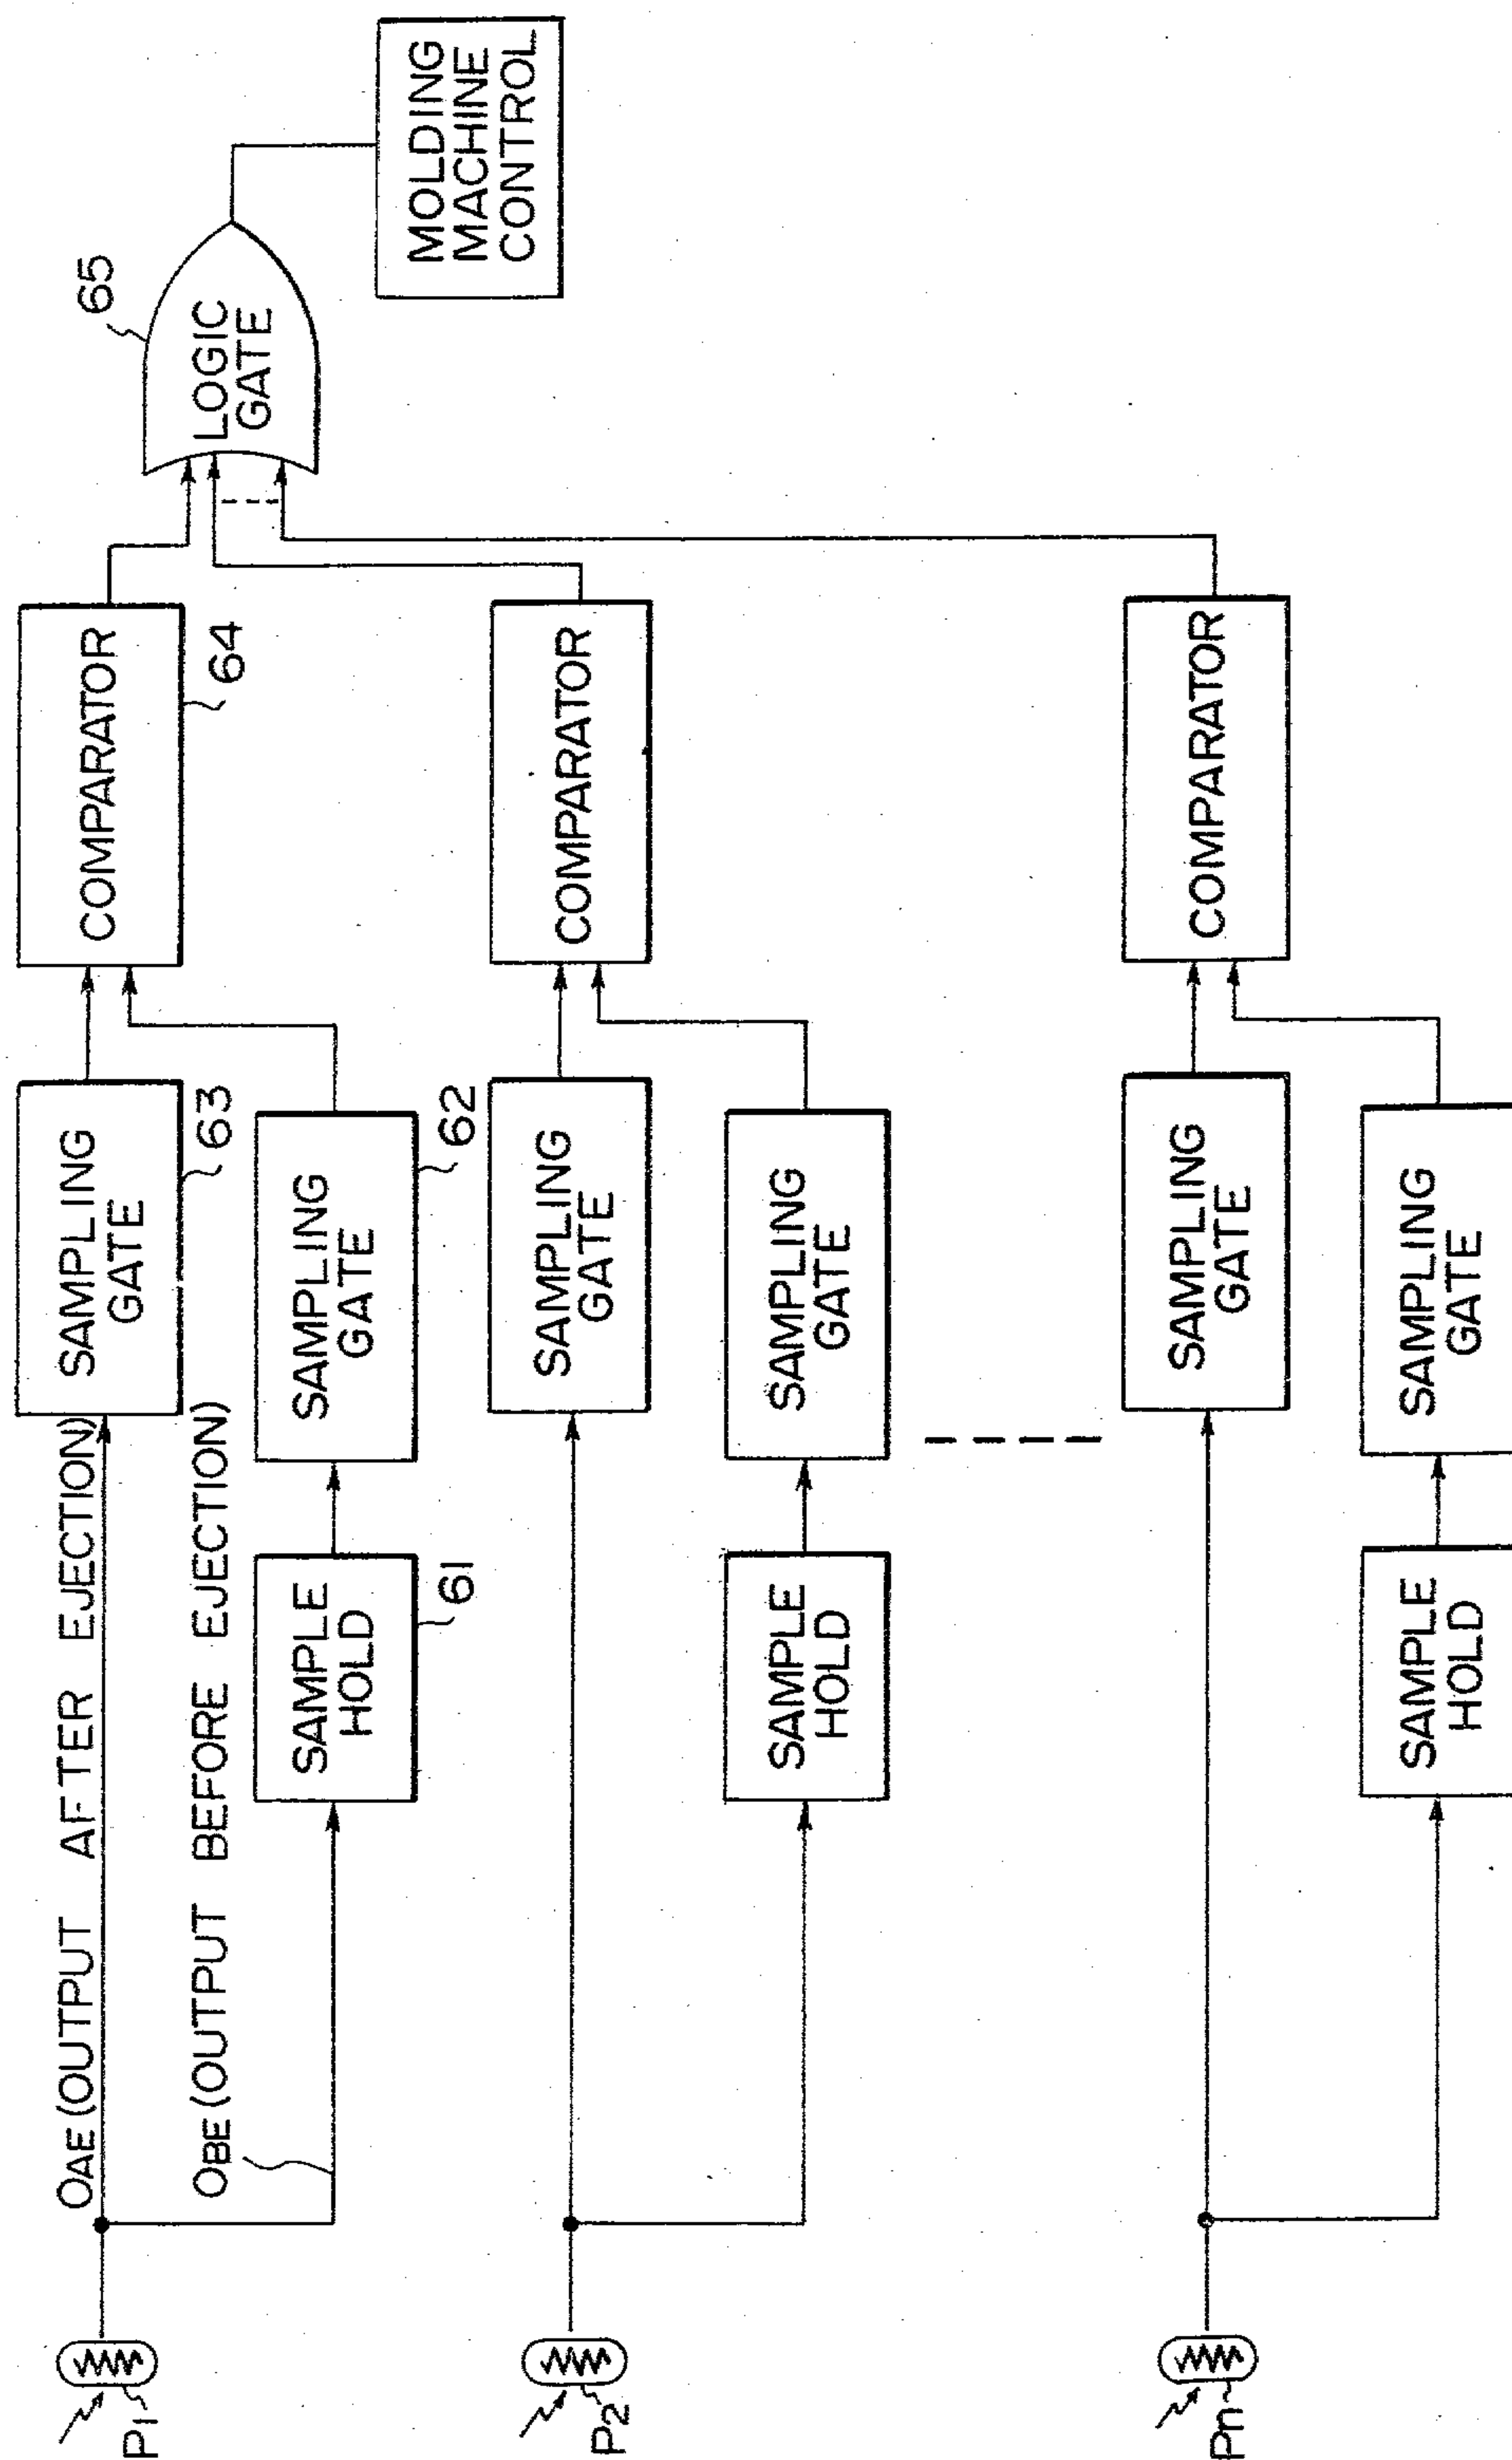 P1
OAE (OUTPUT AFTER EJECTION)
OBE (OUTPUT BEFORE EJECTION)
SAMPLING
GATE
63
SAMPLE
HOLD
61
SAMPLING
GATE
62
COMPARATOR
64
P2
SAMPLING
GATE
SAMPLE
HOLD
SAMPLING
GATE
COMPARATOR
Pn
SAMPLING
GATE
SAMPLE
HOLD
SAMPLING
GATE
COMPARATOR
LOGIC
GATE
65
MOLDING
MACHINE
CONTROL